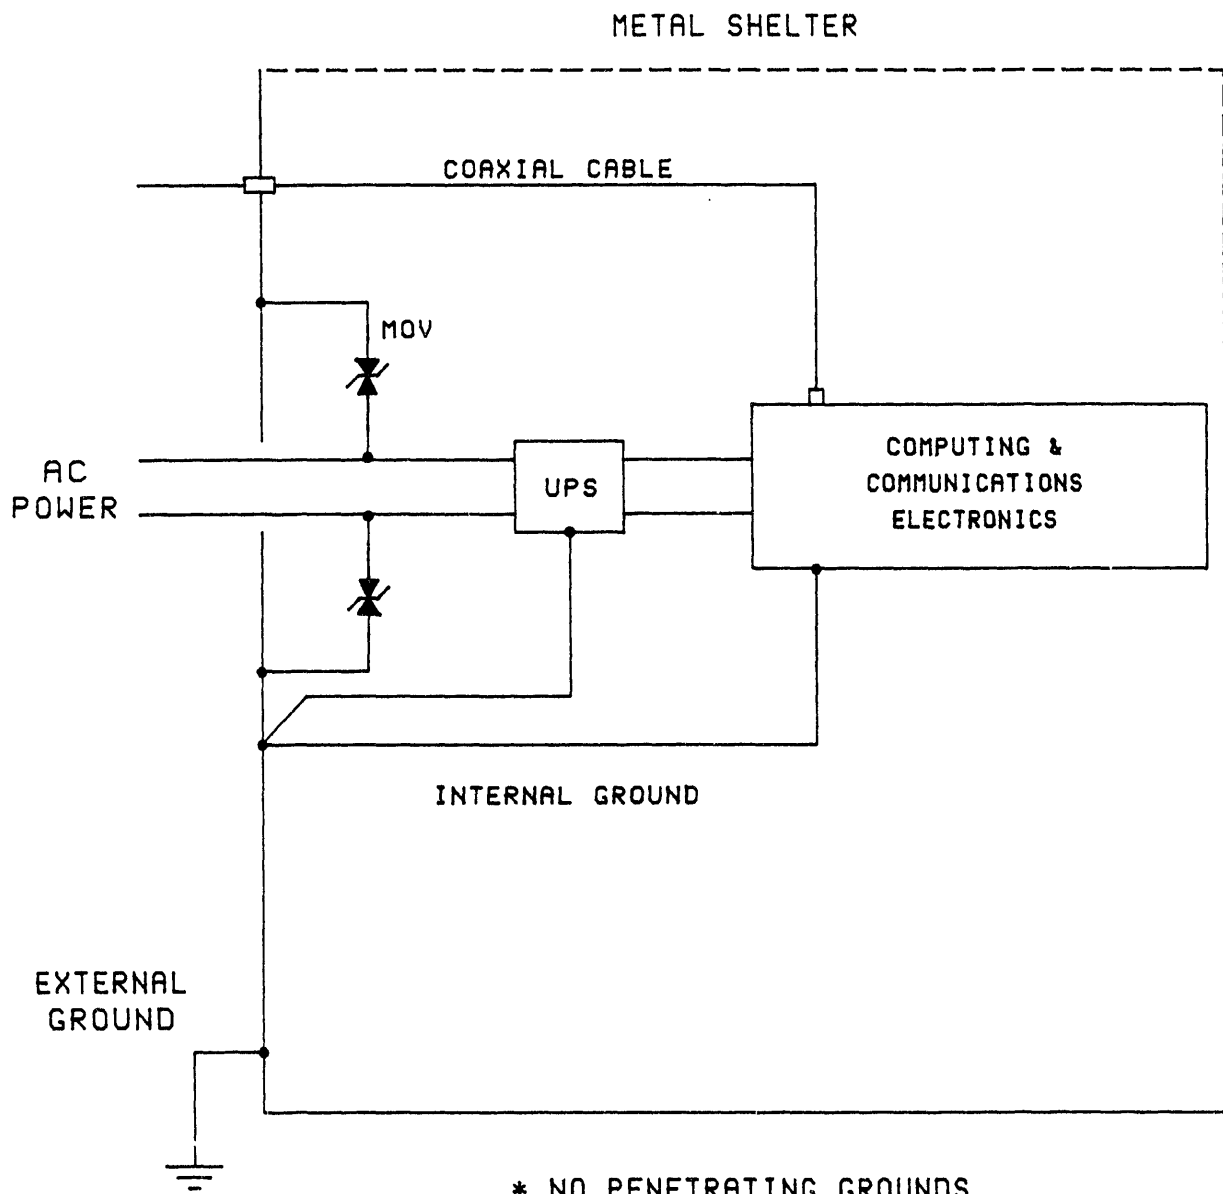 METAL SHELTER
COAXIAL CABLE
MOV
AC
POWER
UPS
COMPUTING &
COMMUNICATIONS
ELECTRONICS
INTERNAL GROUND
EXTERNAL
GROUND
* NO PENETRATING GROUNDS